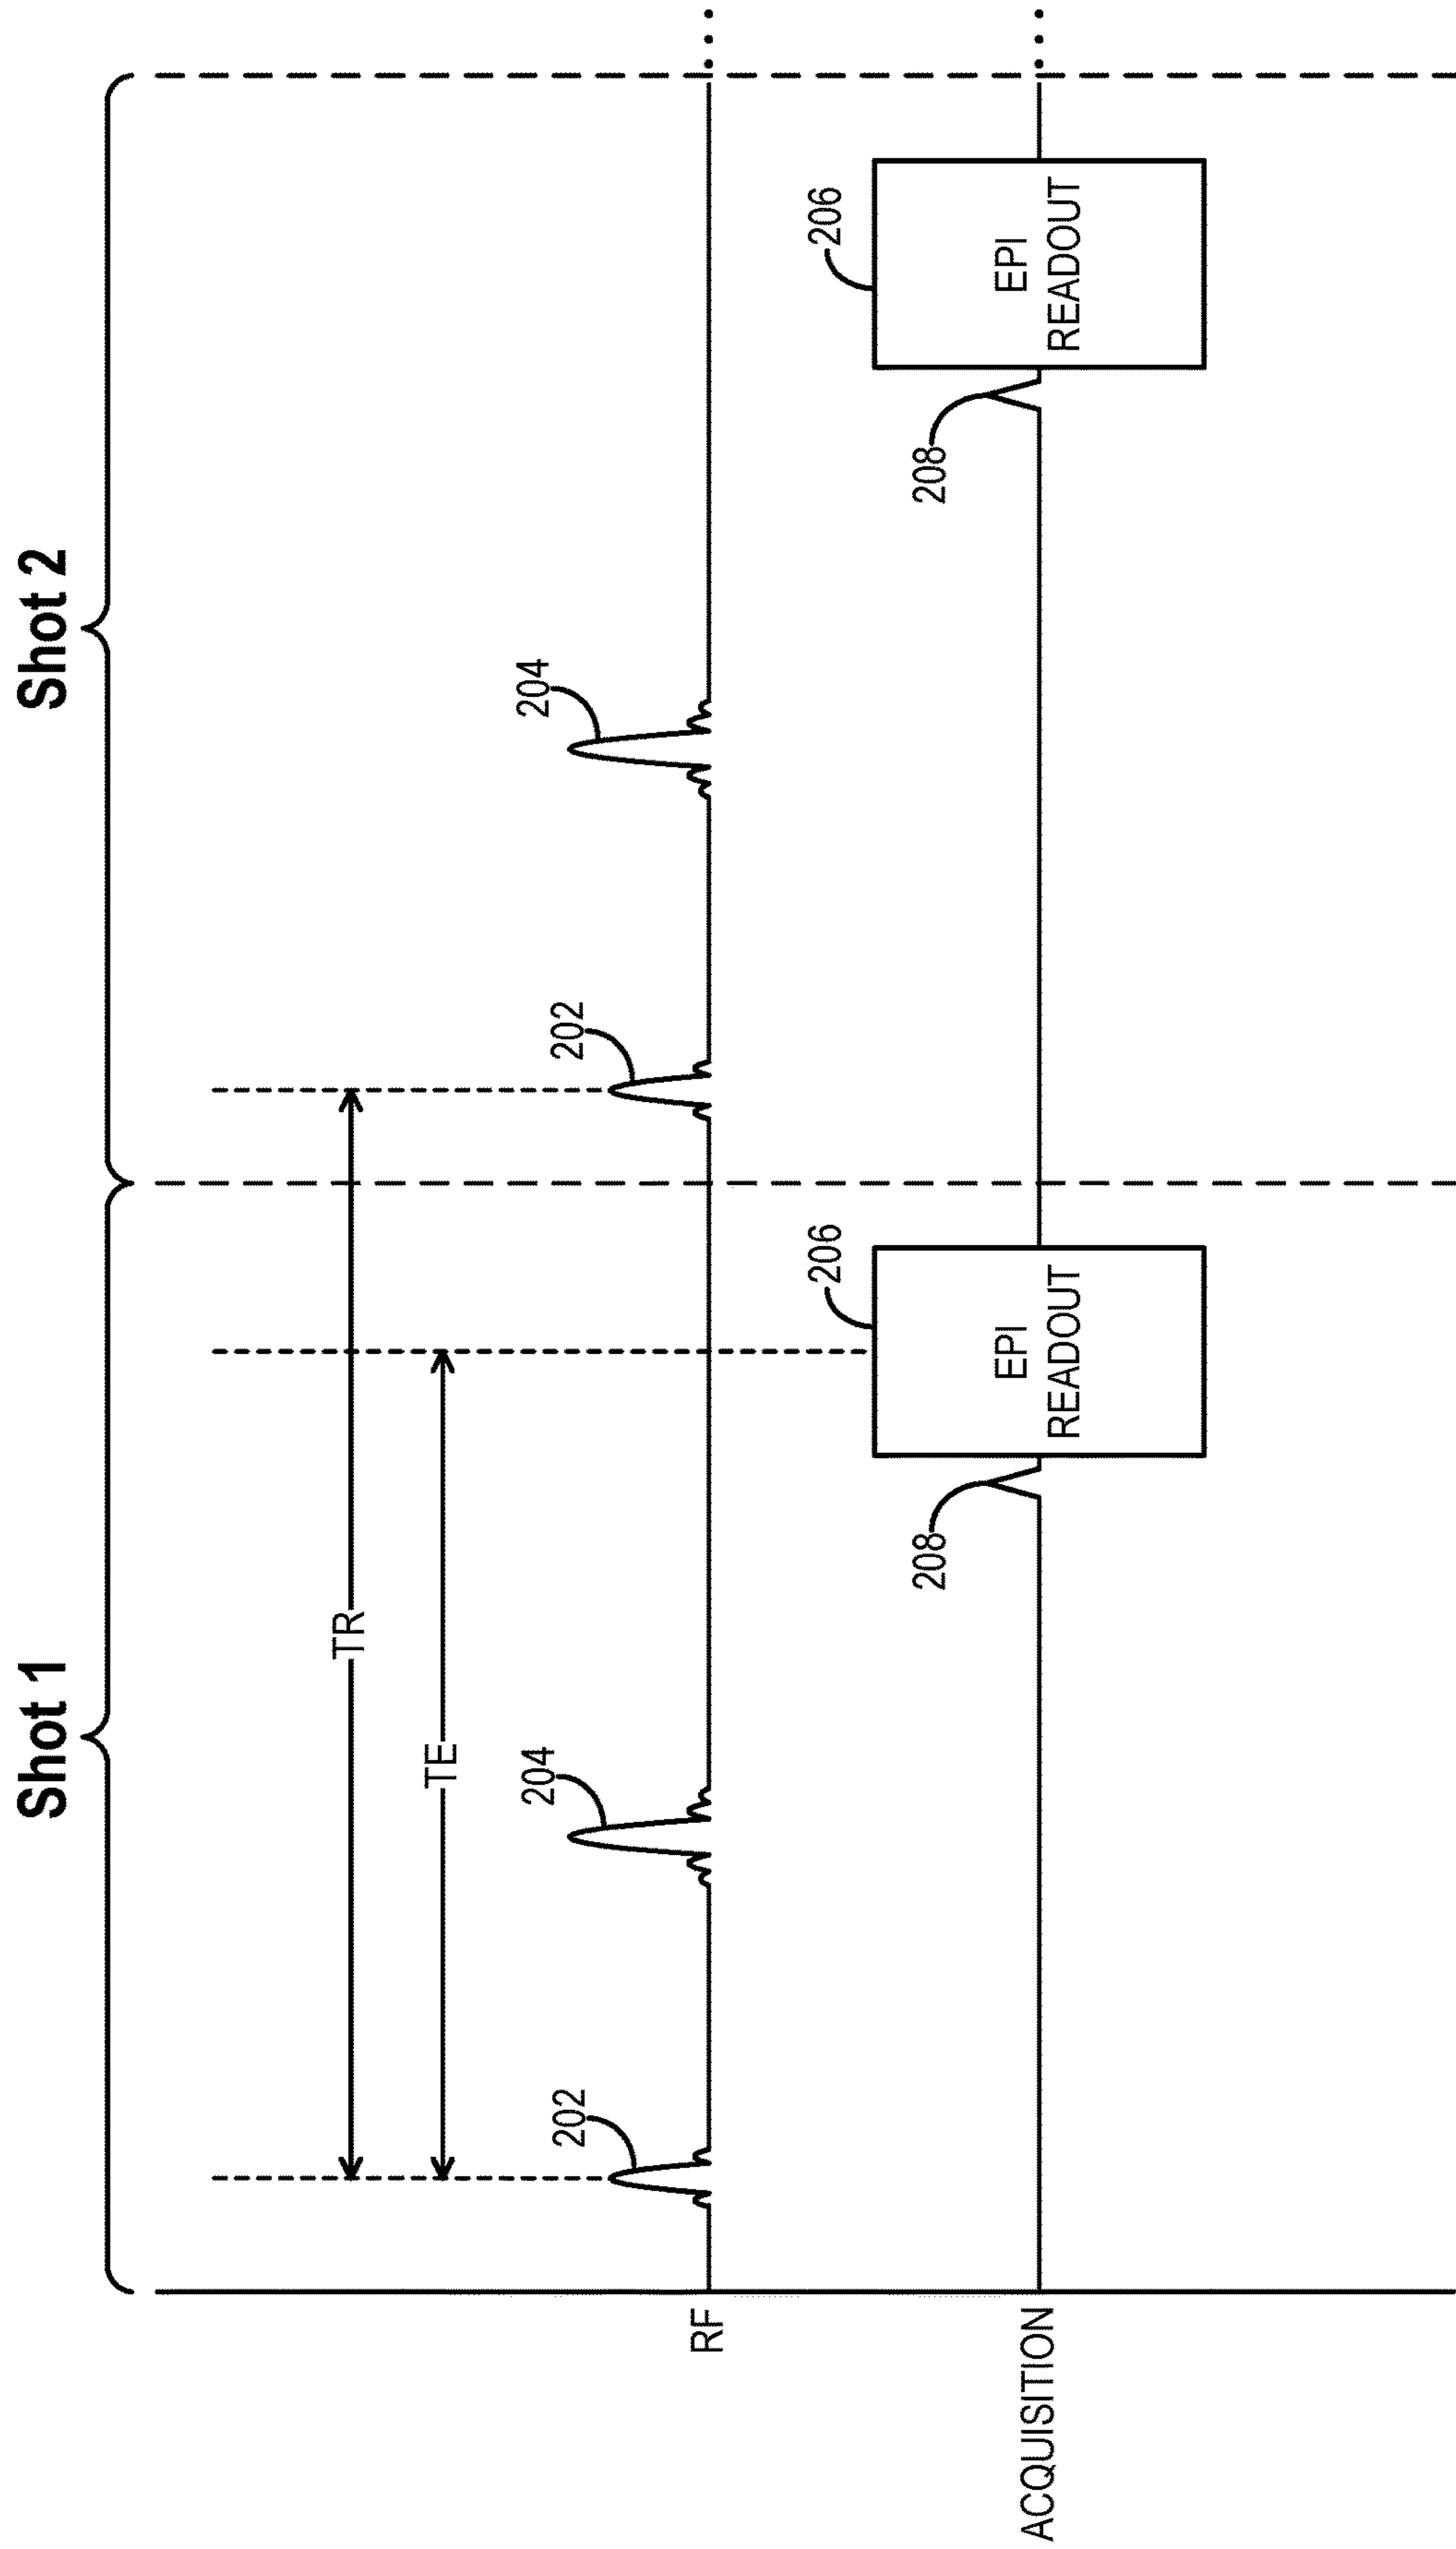 Shot 1
Shot 2
TR
TE
202
204
202
204
RF
206
206
208
208
EPI
READOUT
EPI
READOUT
ACQUISITION